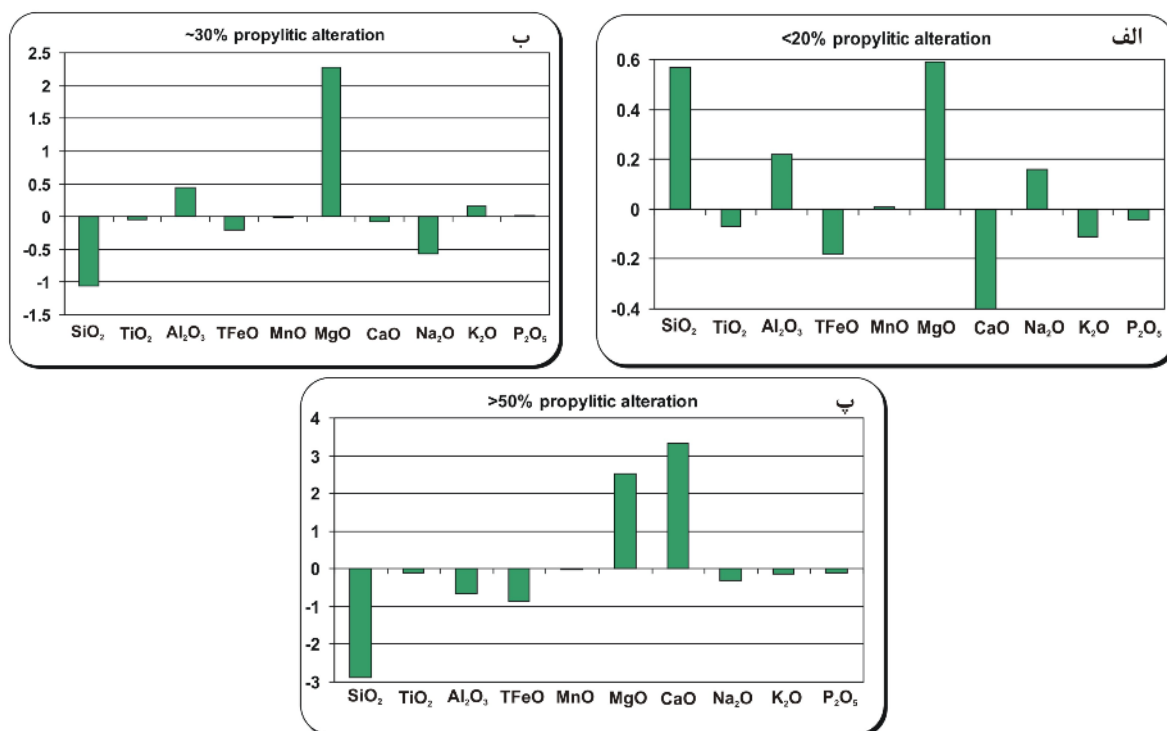 ~30% propylitic alteration
ب
2.5
2
1.5
1
0.5
0
-0.5
-1
-1.5
SiO₂ TiO₂ Al₂O₃ TFeO MnO MgO CaO Na₂O K₂O P₂O₅
<20% propylitic alteration
الف
0.6
0.4
0.2
0
-0.2
-0.4
SiO₂ TiO₂ Al₂O₃ TFeO MnO MgO CaO Na₂O K₂O P₂O₅
>50% propylitic alteration
پ
4
3
2
1
0
-1
-2
-3
SiO₂ TiO₂ Al₂O₃ TFeO MnO MgO CaO Na₂O K₂O P₂O₅